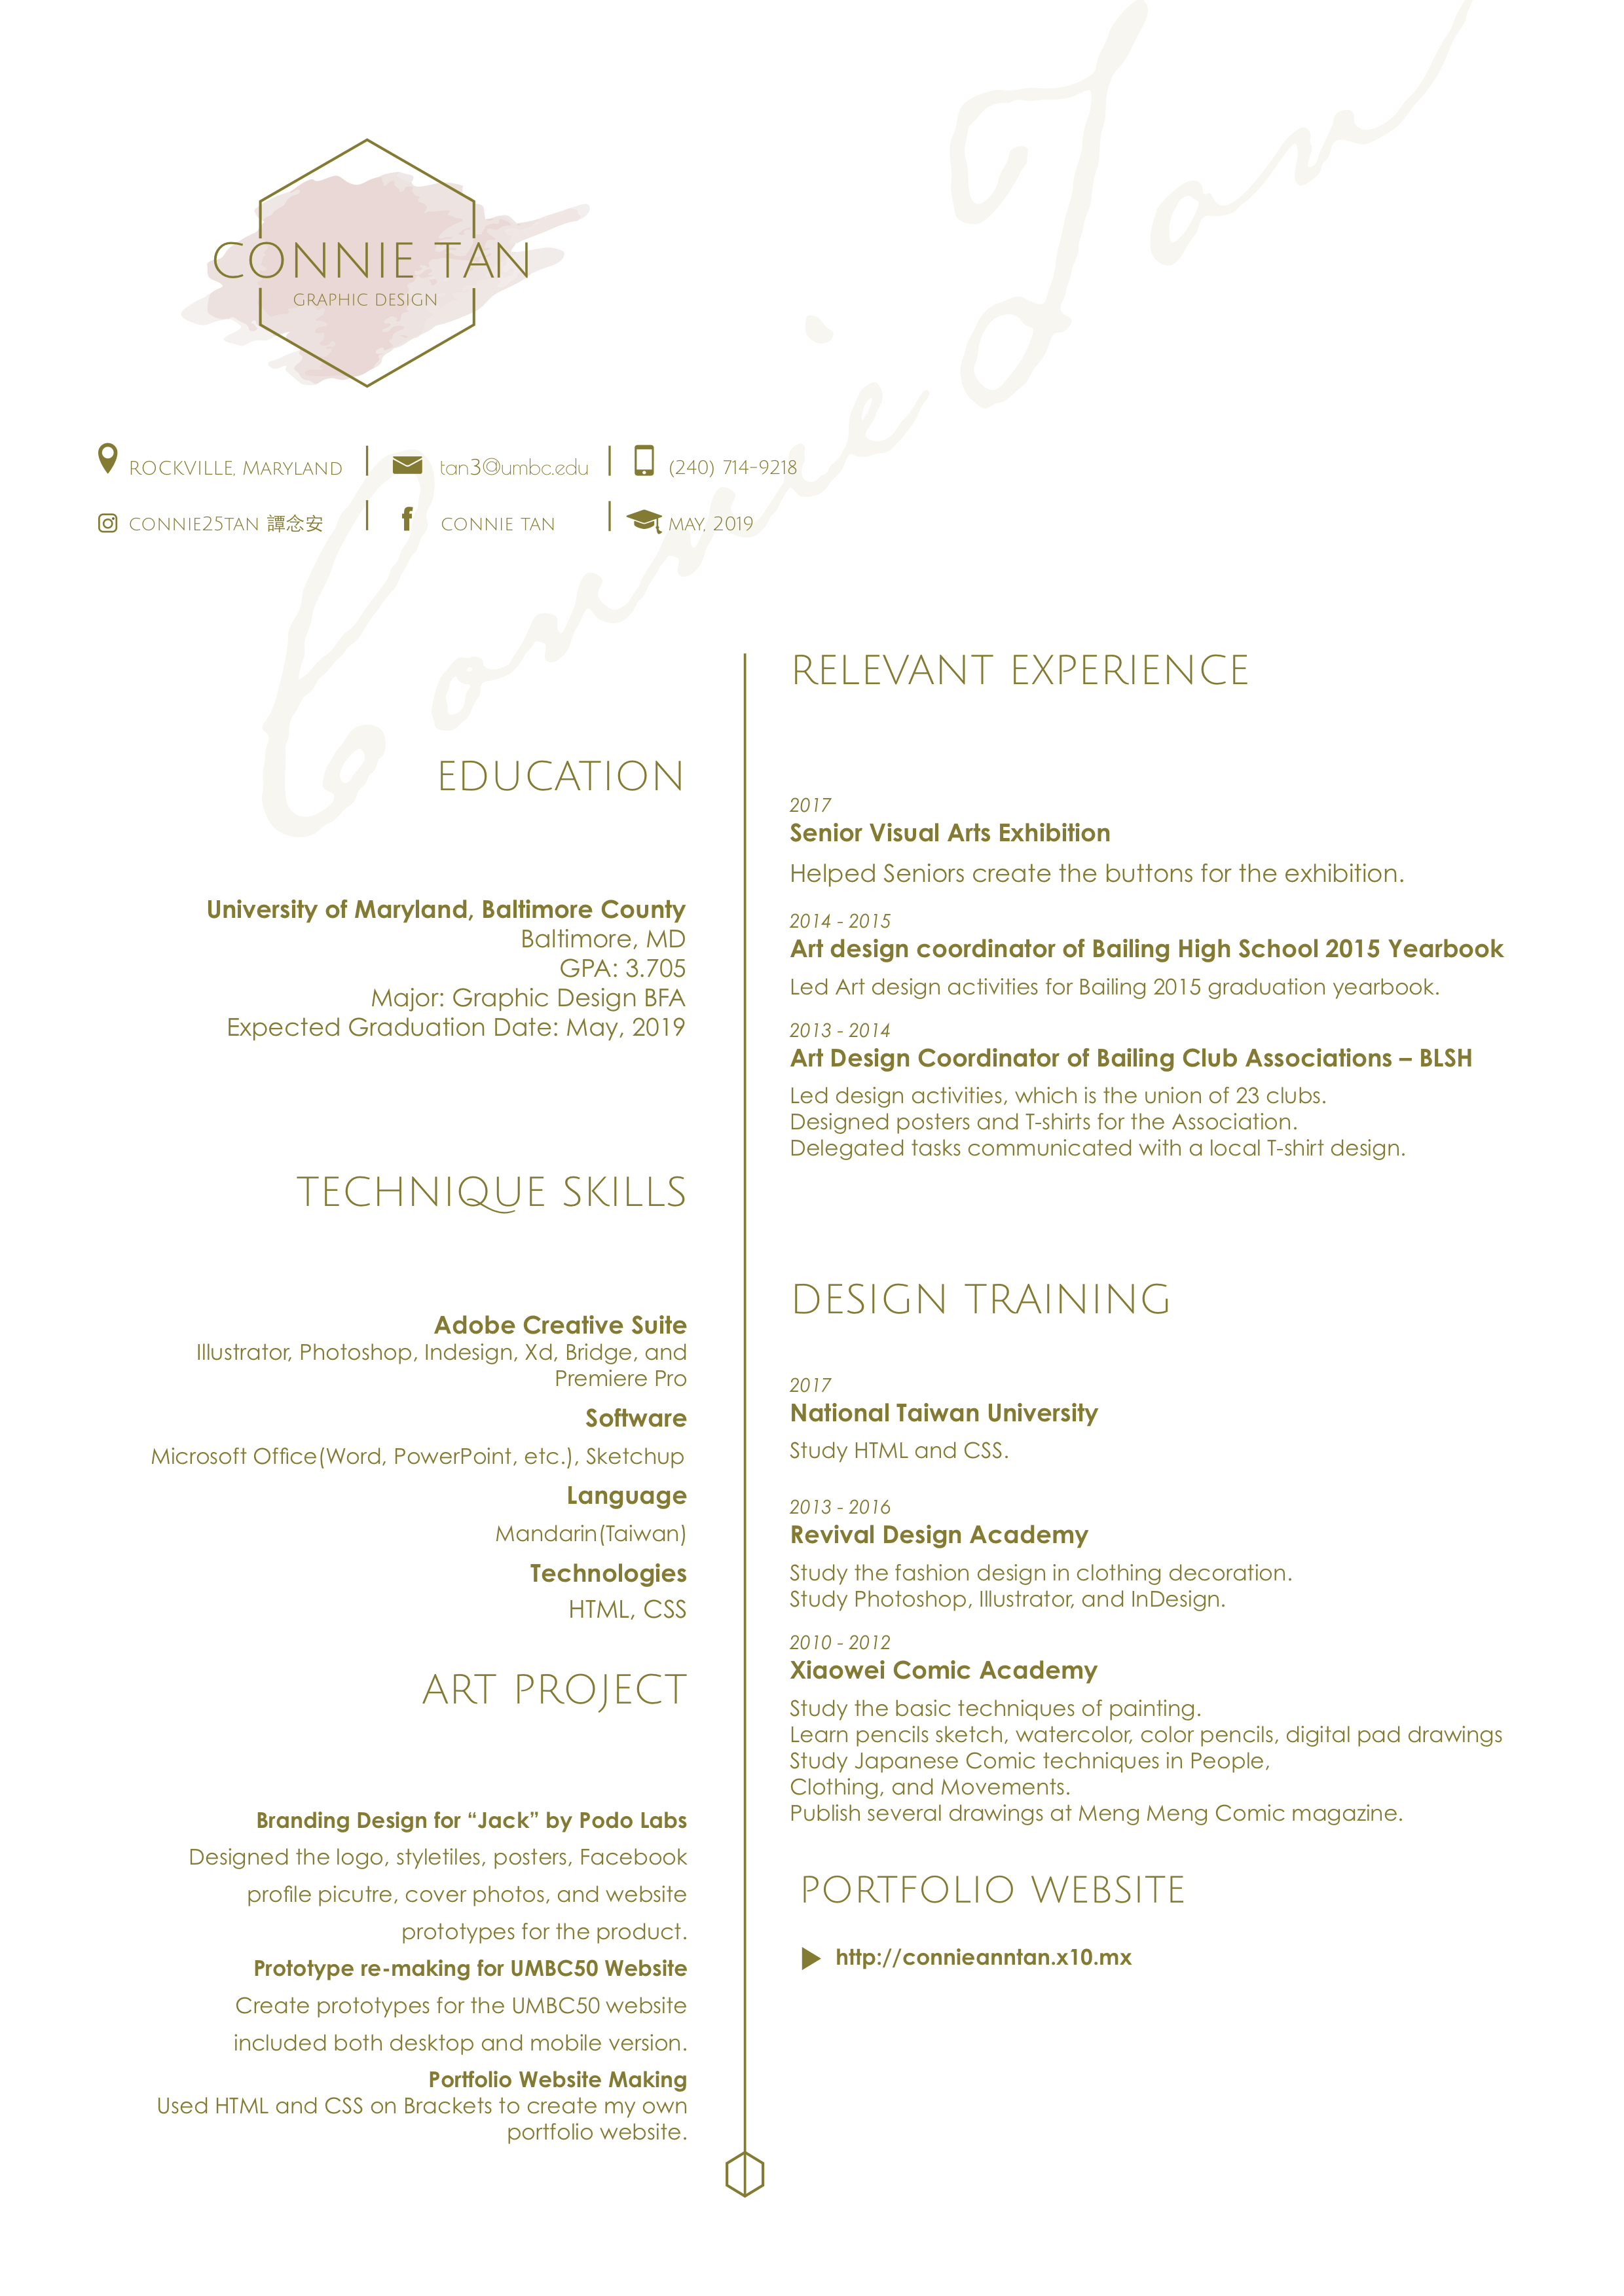 Connie Tan
CONNIE TAN
GRAPHIC DESIGN
ROCKVILLE, MARYLAND
tan3@umbc.edu
(240) 714-9218
CONNIE25TAN 譚念安
CONNIE TAN
MAY, 2019
EDUCATION
University of Maryland, Baltimore County
Baltimore, MD
GPA: 3.705
Major: Graphic Design BFA
Expected Graduation Date: May, 2019
TECHNIQUE SKILLS
Adobe Creative Suite
Illustrator, Photoshop, Indesign, Xd, Bridge, and
Premiere Pro
Software
Microsoft Office(Word, PowerPoint, etc.), Sketchup
Language
Mandarin(Taiwan)
Technologies
HTML, CSS
ART PROJECT
Branding Design for “Jack” by Podo Labs
Designed the logo, styletiles, posters, Facebook
profile picutre, cover photos, and website
prototypes for the product.
Prototype re-making for UMBC50 Website
Create prototypes for the UMBC50 website
included both desktop and mobile version.
Portfolio Website Making
Used HTML and CSS on Brackets to create my own
portfolio website.
RELEVANT EXPERIENCE
2017
Senior Visual Arts Exhibition
Helped Seniors create the buttons for the exhibition.
2014 - 2015
Art design coordinator of Bailing High School 2015 Yearbook
Led Art design activities for Bailing 2015 graduation yearbook.
2013 - 2014
Art Design Coordinator of Bailing Club Associations – BLSH
Led design activities, which is the union of 23 clubs.
Designed posters and T-shirts for the Association.
Delegated tasks communicated with a local T-shirt design.
DESIGN TRAINING
2017
National Taiwan University
Study HTML and CSS.
2013 - 2016
Revival Design Academy
Study the fashion design in clothing decoration.
Study Photoshop, Illustrator, and InDesign.
2010 - 2012
Xiaowei Comic Academy
Study the basic techniques of painting.
Learn pencils sketch, watercolor, color pencils, digital pad drawings
Study Japanese Comic techniques in People,
Clothing, and Movements.
Publish several drawings at Meng Meng Comic magazine.
PORTFOLIO WEBSITE
http://connieanntan.x10.mx